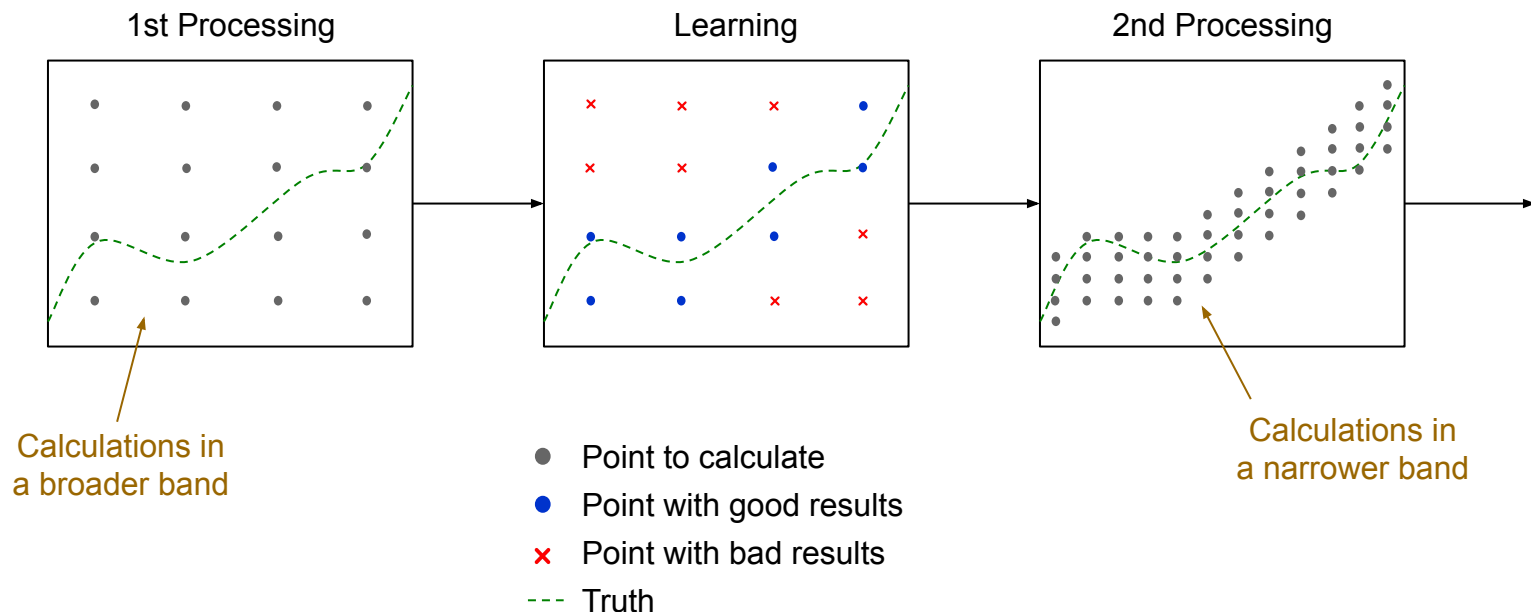 1st Processing
Learning
2nd Processing
Calculations in
a broader band
Calculations in
a narrower band
Point to calculate
Point with good results
Point with bad results
Truth